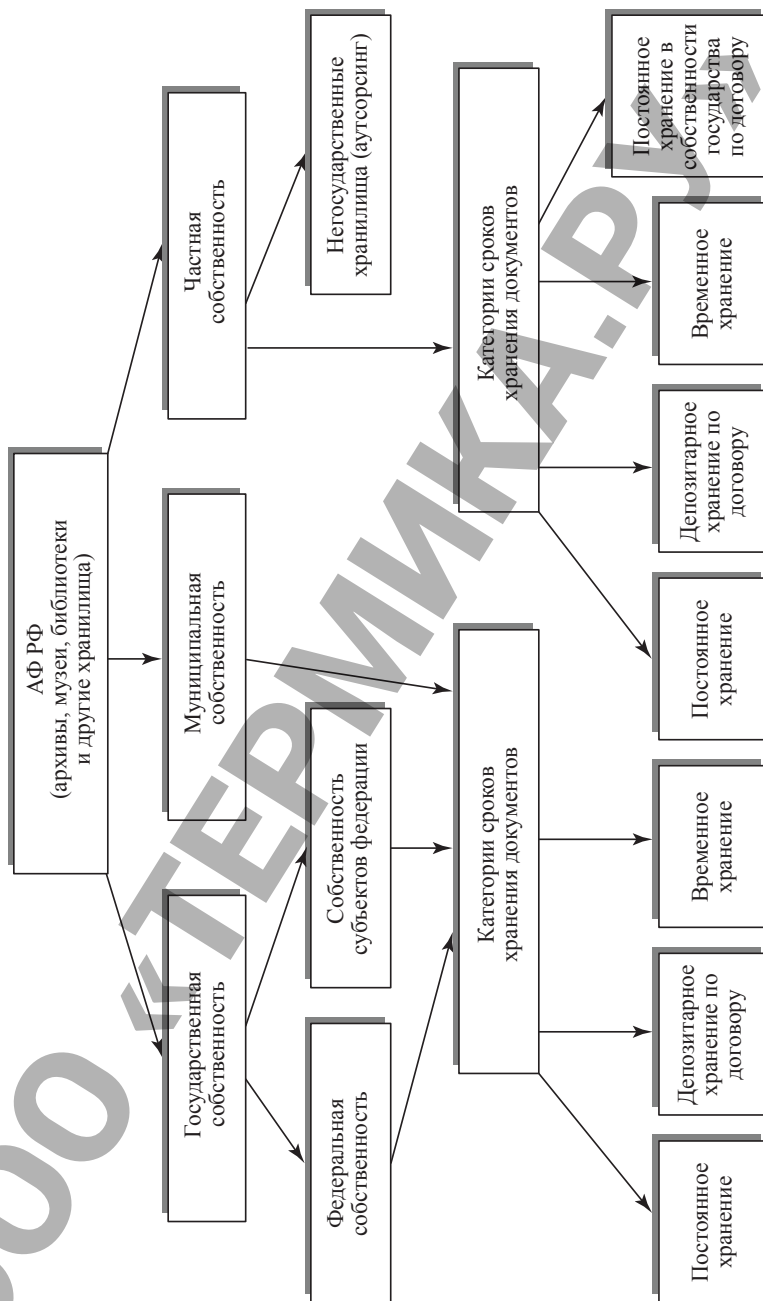 АФ РФ
(архивы, музеи, библиотеки
и другие хранилища)
Государственная
собственность
Муниципальная
собственность
Частная
собственность
Федеральная
собственность
Собственность
субъектов федерации
Негосударственные
хранилища (аутсорсинг)
Категории сроков
хранения документов
Категории сроков
хранения документов
Постоянное
хранение
Депозитарное
хранение по
договору
Временное
хранение
Постоянное
хранение
Депозитарное
хранение по
договору
Временное
хранение
Постоянное
хранение в
собственности
государства
по договору
ООО «ТЕРМИКА.РУ»